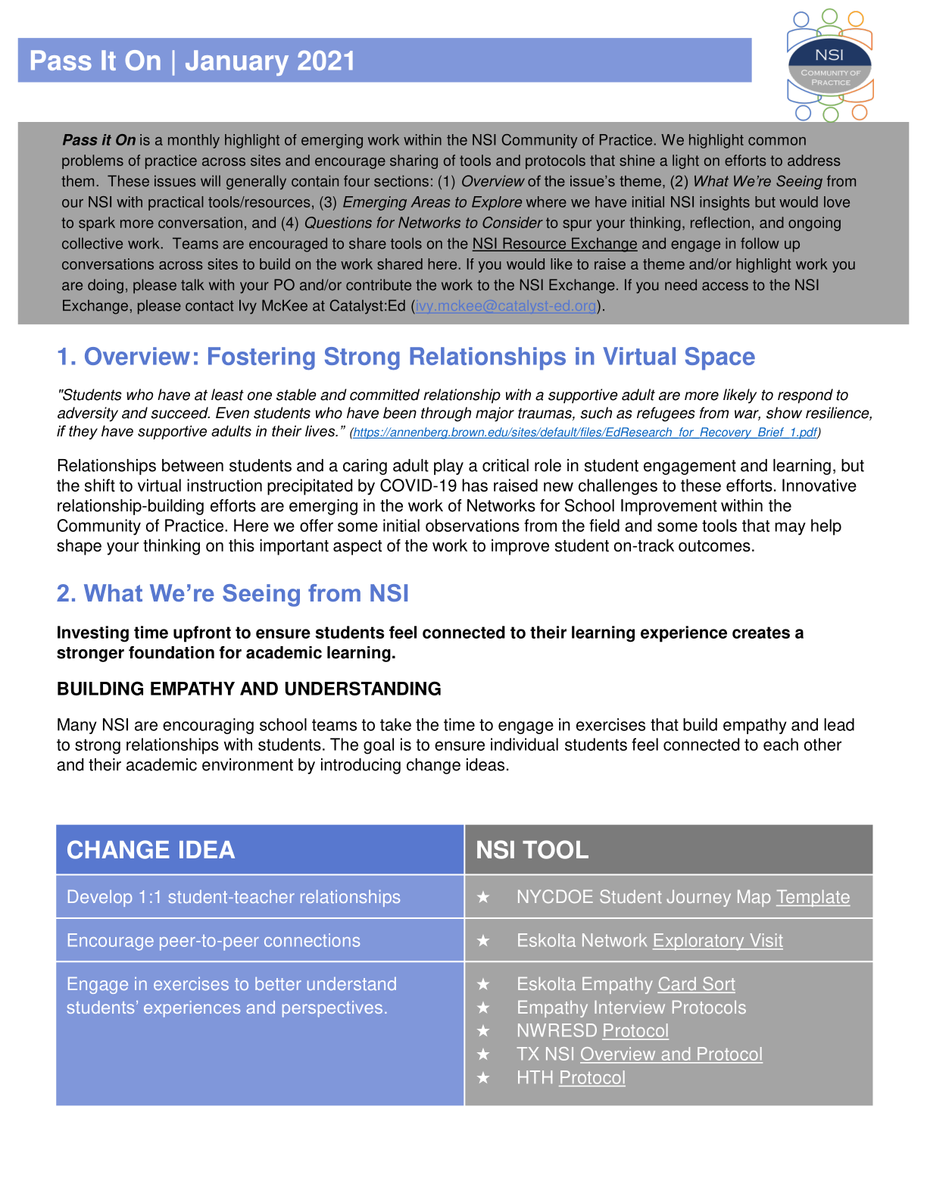 Pass It On | January 2021
NSI
COMMUNITY OF
PRACTICE
Pass it On is a monthly highlight of emerging work within the NSI Community of Practice. We highlight common
problems of practice across sites and encourage sharing of tools and protocols that shine a light on efforts to address
them.  These issues will generally contain four sections: (1) Overview of the issue's theme, (2) What We're Seeing from
our NSI with practical tools/resources, (3) Emerging Areas to Explore where we have initial NSI insights but would love
to spark more conversation, and (4) Questions for Networks to Consider to spur your thinking, reflection, and ongoing
collective work.  Teams are encouraged to share tools on the NSI Resource Exchange and engage in follow up
conversations across sites to build on the work shared here. If you would like to raise a theme and/or highlight work you
are doing, please talk with your PO and/or contribute the work to the NSI Exchange. If you need access to the NSI
Exchange, please contact Ivy McKee at Catalyst:Ed (ivy.mckee@catalyst-ed.org).
1. Overview: Fostering Strong Relationships in Virtual Space
"Students who have at least one stable and committed relationship with a supportive adult are more likely to respond to
adversity and succeed. Even students who have been through major traumas, such as refugees from war, show resilience,
if they have supportive adults in their lives.” (https://annenberg.brown.edu/sites/default/files/EdResearch_for_Recovery_Brief_1.pdf)
Relationships between students and a caring adult play a critical role in student engagement and learning, but
the shift to virtual instruction precipitated by COVID-19 has raised new challenges to these efforts. Innovative
relationship-building efforts are emerging in the work of Networks for School Improvement within the
Community of Practice. Here we offer some initial observations from the field and some tools that may help
shape your thinking on this important aspect of the work to improve student on-track outcomes.
2. What We’re Seeing from NSI
Investing time upfront to ensure students feel connected to their learning experience creates a
stronger foundation for academic learning.
BUILDING EMPATHY AND UNDERSTANDING
Many NSI are encouraging school teams to take the time to engage in exercises that build empathy and lead
to strong relationships with students. The goal is to ensure individual students feel connected to each other
and their academic environment by introducing change ideas.
CHANGE IDEA
NSI TOOL
Develop 1:1 student-teacher relationships
★ NYCDOE Student Journey Map Template
Encourage peer-to-peer connections
★ Eskolta Network Exploratory Visit
Engage in exercises to better understand
students’ experiences and perspectives.
★ Eskolta Empathy Card Sort
★ Empathy Interview Protocols
★ NWRESD Protocol
★ TX NSI Overview and Protocol
★ HTH Protocol